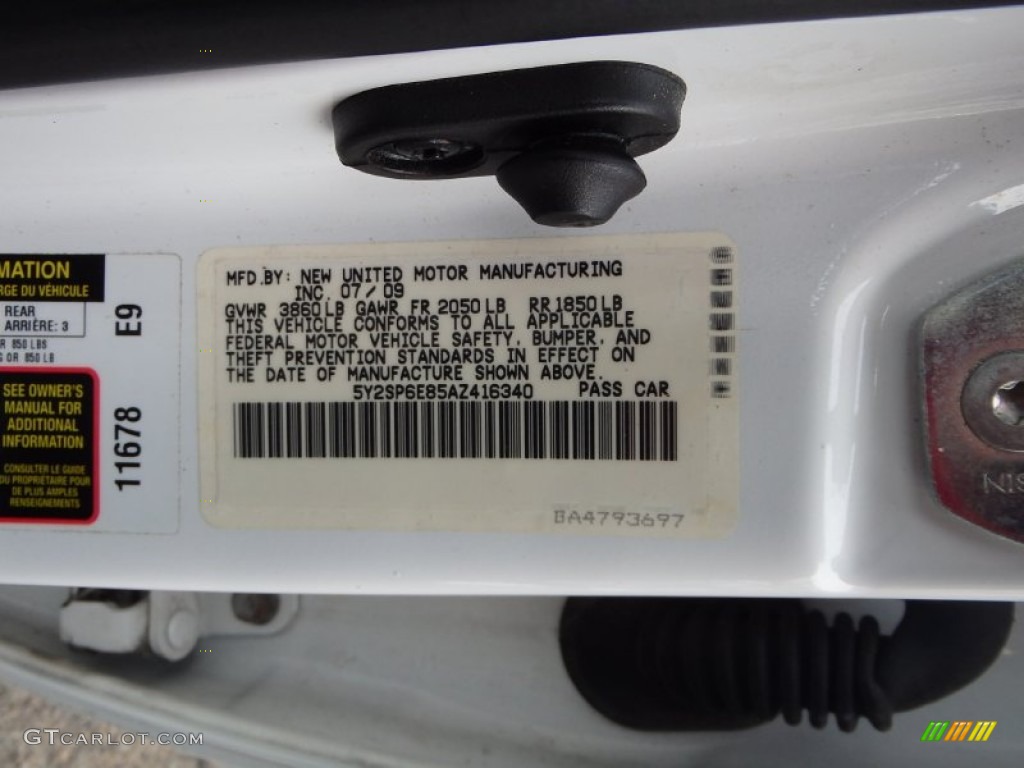 MATION
RGE DU VÉHICULE
REAR
ARRIÈRE: 3
R 850 LBS
G OR 850 LB
E9
SEE OWNER'S
MANUAL FOR
ADDITIONAL
INFORMATION
CONSULTER LE GUIDE
DU PROPRIÉTAIRE POUR
DE PLUS AMPLES
RENSEIGNEMENTS
11678
MFD.BY: NEW UNITED MOTOR MANUFACTURING
INC. 07/09
GVWR 3860LB GAWR FR 2050LB RR1850LB
THIS VEHICLE CONFORMS TO ALL APPLICABLE
FEDERAL MOTOR VEHICLE SAFETY, BUMPER, AND
THEFT PREVENTION STANDARDS IN EFFECT ON
THE DATE OF MANUFACTURE SHOWN ABOVE.
5Y2SP6E85AZ416340 PASS CAR
BA4793697
NIS
GTCARLOT.COM